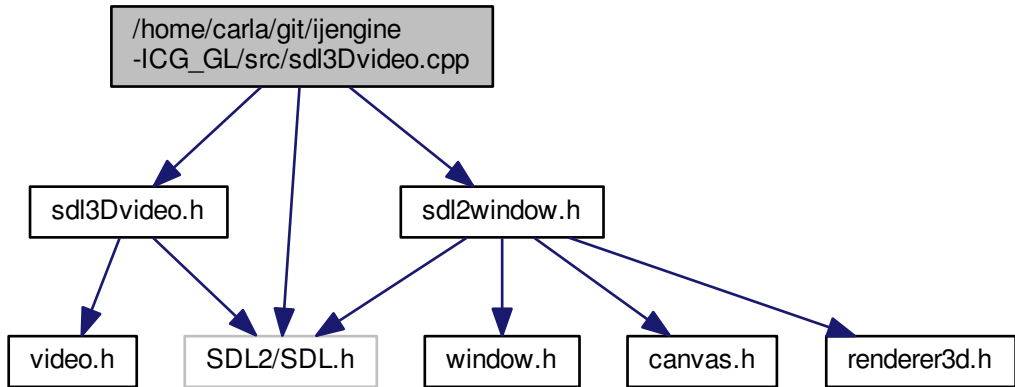 /home/carla/git/ijengine
-ICG_GL/src/sdl3Dvideo.cpp
sdl3Dvideo.h
sdl2window.h
video.h
SDL2/SDL.h
window.h
canvas.h
renderer3d.h